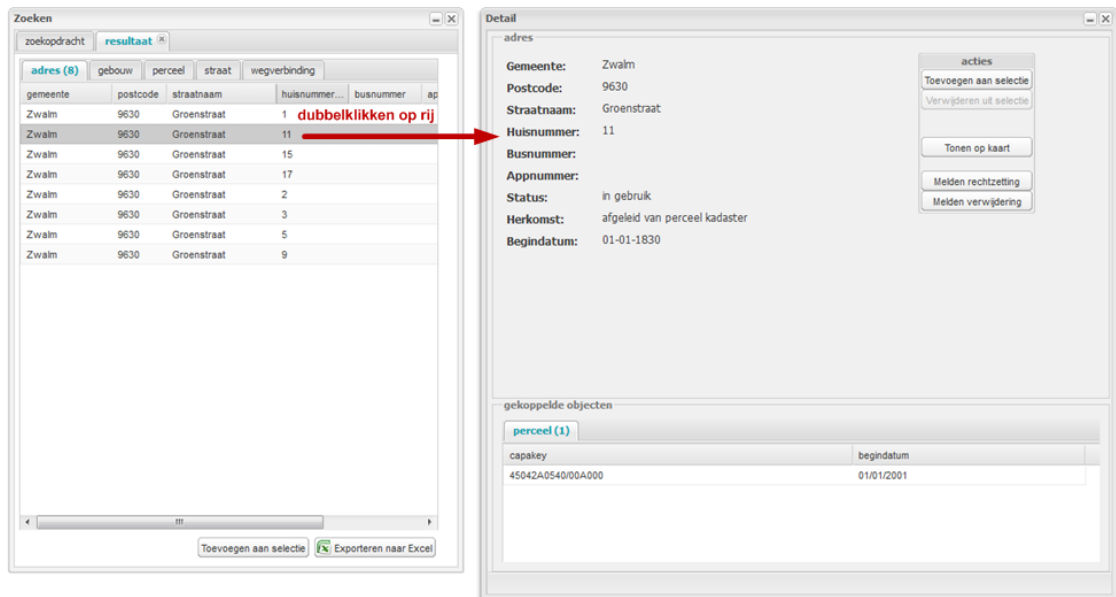 Zoeken
zoekopdracht resultaat
adres (8) gebouw perceel straat wegverbinding
gemeente postcode straatnaam huisnummer... busnummer ap
Zwalm 9630 Groenstraat 1 dubbelklikken op rij
Zwalm 9630 Groenstraat 11
Zwalm 9630 Groenstraat 15
Zwalm 9630 Groenstraat 17
Zwalm 9630 Groenstraat 2
Zwalm 9630 Groenstraat 3
Zwalm 9630 Groenstraat 5
Zwalm 9630 Groenstraat 9
Toevoegen aan selectie Exporteren naar Excel
Detail
adres
Gemeente: Zwalm
Postcode: 9630
Straatnaam: Groenstraat
Huisnummer: 11
Busnummer:
Appnummer:
Status: in gebruik
Herkomst: afgeleid van perceel kadaster
Begindatum: 01-01-1830
acties
Toevoegen aan selectie
Verwijderen uit selectie
Tonen op kaart
Melden rechtzetting
Melden verwijdering
gekoppelde objecten
perceel (1)
capakey begindatum
45042A0540/00A000 01/01/2001